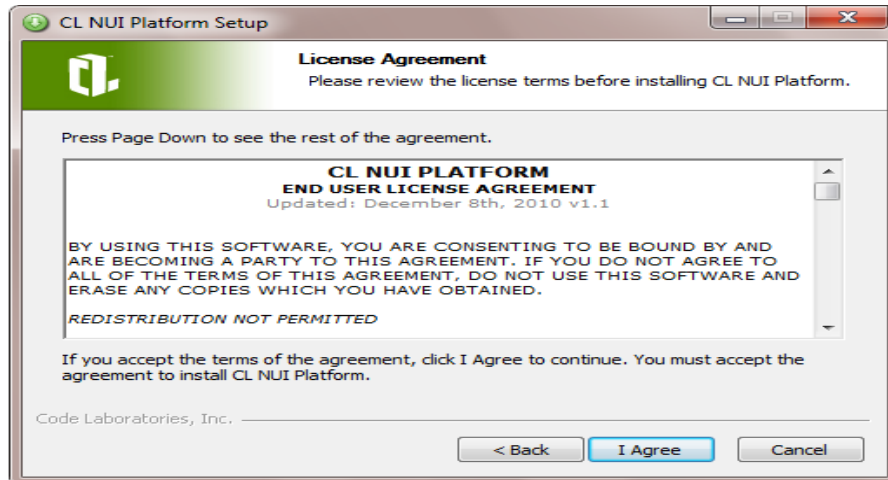 CL NUI Platform Setup
License Agreement
Please review the license terms before installing CL NUI Platform.
Press Page Down to see the rest of the agreement.
CL NUI PLATFORM
END USER LICENSE AGREEMENT
Updated: December 8th, 2010 v1.1
BY USING THIS SOFTWARE, YOU ARE CONSENTING TO BE BOUND BY AND
ARE BECOMING A PARTY TO THIS AGREEMENT. IF YOU DO NOT AGREE TO
ALL OF THE TERMS OF THIS AGREEMENT, DO NOT USE THIS SOFTWARE AND
ERASE ANY COPIES WHICH YOU HAVE OBTAINED.
REDISTRIBUTION NOT PERMITTED
If you accept the terms of the agreement, click I Agree to continue. You must accept the
agreement to install CL NUI Platform.
Code Laboratories, Inc.
< Back I Agree Cancel